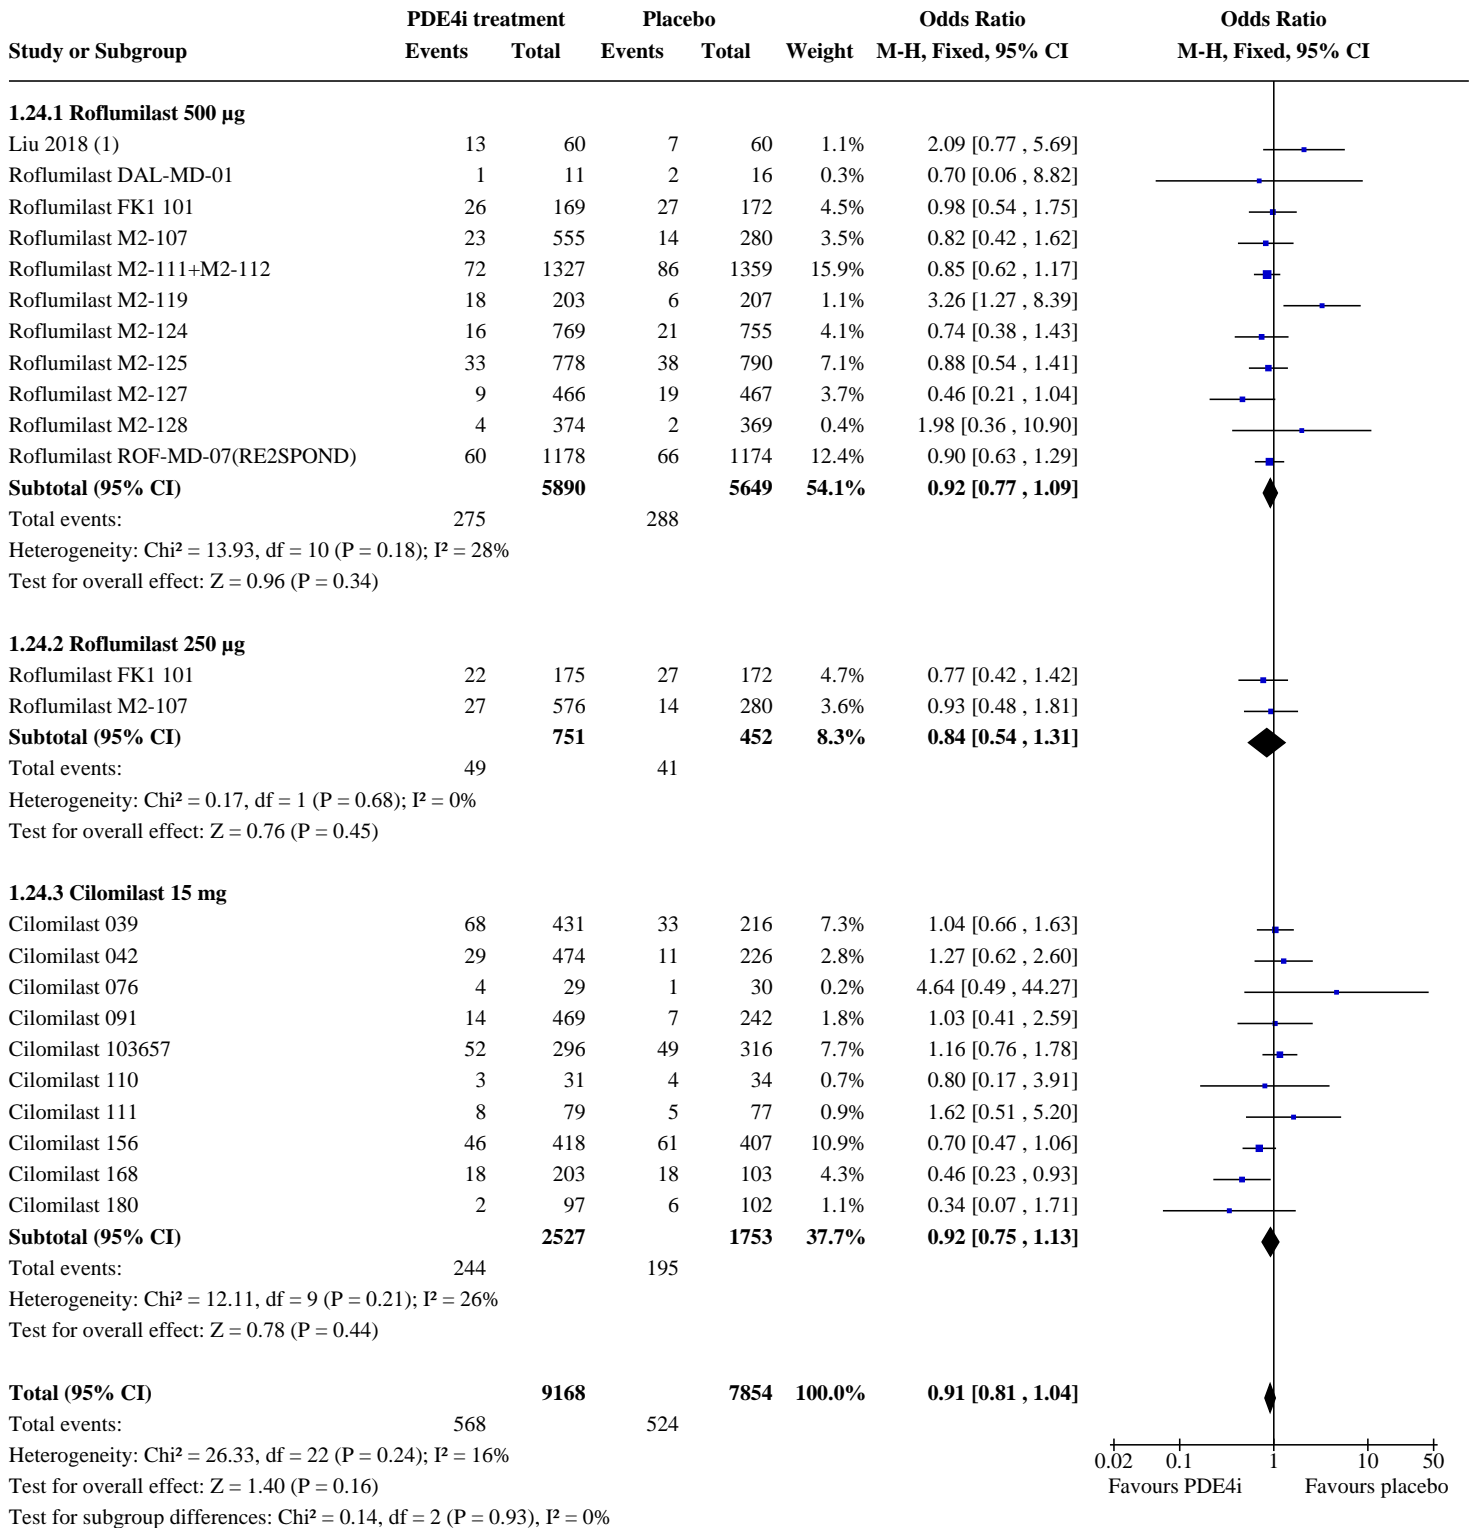 PDE4i treatment Placebo Odds Ratio Odds Ratio
Study or Subgroup Events Total Events Total Weight M-H, Fixed, 95% CI M-H, Fixed, 95% CI
1.24.1 Roflumilast 500 µg
Liu 2018 (1) 13 60 7 60 1.1% 2.09 [0.77 , 5.69]
Roflumilast DAL-MD-01 1 11 2 16 0.3% 0.70 [0.06 , 8.82]
Roflumilast FK1 101 26 169 27 172 4.5% 0.98 [0.54 , 1.75]
Roflumilast M2-107 23 555 14 280 3.5% 0.82 [0.42 , 1.62]
Roflumilast M2-111+M2-112 72 1327 86 1359 15.9% 0.85 [0.62 , 1.17]
Roflumilast M2-119 18 203 6 207 1.1% 3.26 [1.27 , 8.39]
Roflumilast M2-124 16 769 21 755 4.1% 0.74 [0.38 , 1.43]
Roflumilast M2-125 33 778 38 790 7.1% 0.88 [0.54 , 1.41]
Roflumilast M2-127 9 466 19 467 3.7% 0.46 [0.21 , 1.04]
Roflumilast M2-128 4 374 2 369 0.4% 1.98 [0.36 , 10.90]
Roflumilast ROF-MD-07(RE2SPOND) 60 1178 66 1174 12.4% 0.90 [0.63 , 1.29]
Subtotal (95% CI) 5890 5649 54.1% 0.92 [0.77 , 1.09]
Total events: 275 288
Heterogeneity: Chi² = 13.93, df = 10 (P = 0.18); I² = 28%
Test for overall effect: Z = 0.96 (P = 0.34)
1.24.2 Roflumilast 250 µg
Roflumilast FK1 101 22 175 27 172 4.7% 0.77 [0.42 , 1.42]
Roflumilast M2-107 27 576 14 280 3.6% 0.93 [0.48 , 1.81]
Subtotal (95% CI) 751 452 8.3% 0.84 [0.54 , 1.31]
Total events: 49 41
Heterogeneity: Chi² = 0.17, df = 1 (P = 0.68); I² = 0%
Test for overall effect: Z = 0.76 (P = 0.45)
1.24.3 Cilomilast 15 mg
Cilomilast 039 68 431 33 216 7.3% 1.04 [0.66 , 1.63]
Cilomilast 042 29 474 11 226 2.8% 1.27 [0.62 , 2.60]
Cilomilast 076 4 29 1 30 0.2% 4.64 [0.49 , 44.27]
Cilomilast 091 14 469 7 242 1.8% 1.03 [0.41 , 2.59]
Cilomilast 103657 52 296 49 316 7.7% 1.16 [0.76 , 1.78]
Cilomilast 110 3 31 4 34 0.7% 0.80 [0.17 , 3.91]
Cilomilast 111 8 79 5 77 0.9% 1.62 [0.51 , 5.20]
Cilomilast 156 46 418 61 407 10.9% 0.70 [0.47 , 1.06]
Cilomilast 168 18 203 18 103 4.3% 0.46 [0.23 , 0.93]
Cilomilast 180 2 97 6 102 1.1% 0.34 [0.07 , 1.71]
Subtotal (95% CI) 2527 1753 37.7% 0.92 [0.75 , 1.13]
Total events: 244 195
Heterogeneity: Chi² = 12.11, df = 9 (P = 0.21); I² = 26%
Test for overall effect: Z = 0.78 (P = 0.44)
Total (95% CI) 9168 7854 100.0% 0.91 [0.81 , 1.04]
Total events: 568 524
Heterogeneity: Chi² = 26.33, df = 22 (P = 0.24); I² = 16%
0.02 0.1 1 10 50
Test for overall effect: Z = 1.40 (P = 0.16) Favours PDE4i Favours placebo
Test for subgroup differences: Chi² = 0.14, df = 2 (P = 0.93), I² = 0%